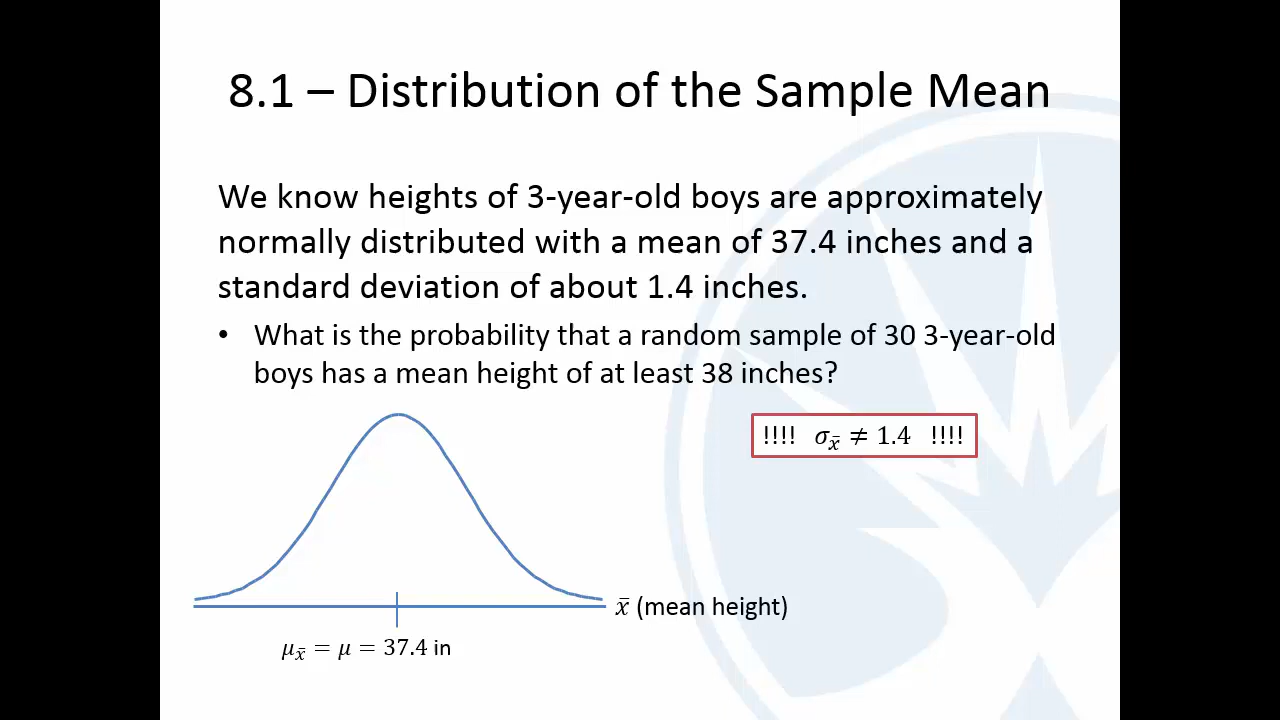 8.1 – Distribution of the Sample Mean
We know heights of 3-year-old boys are approximately
normally distributed with a mean of 37.4 inches and a
standard deviation of about 1.4 inches.
• What is the probability that a random sample of 30 3-year-old
boys has a mean height of at least 38 inches?
!!!! σx̄ ≠ 1.4 !!!!
x̄ (mean height)
μx̄ = μ = 37.4 in